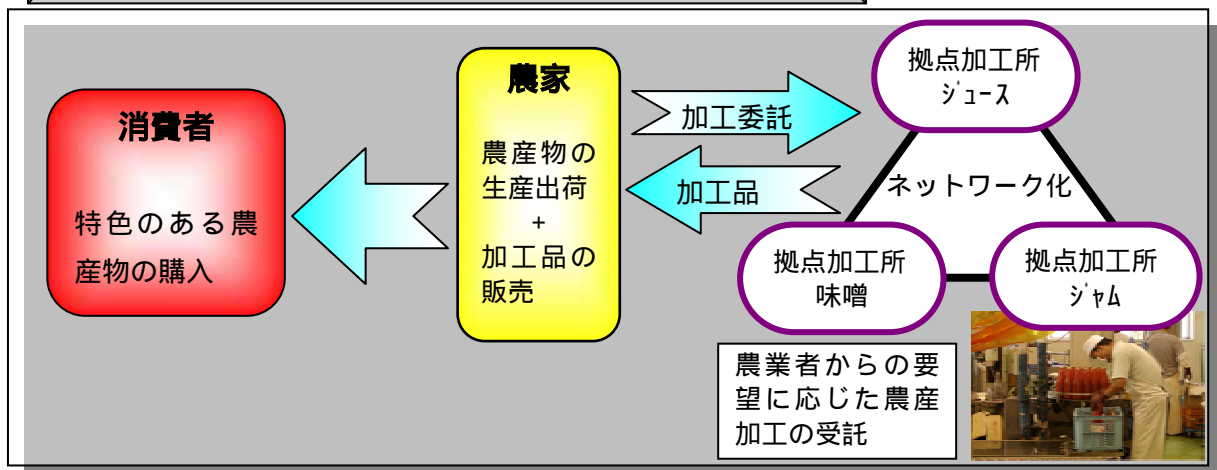 消費者
特色のある農
産物の購入
農家
農産物の
生産出荷
+
加工品の
販売
加工委託
加工品
拠点加工所
ｼﾞｭｰｽ
ネットワーク化
拠点加工所
味噌
拠点加工所
ｼﾞｬﾑ
農業者からの要
望に応じた農産
加工の受託